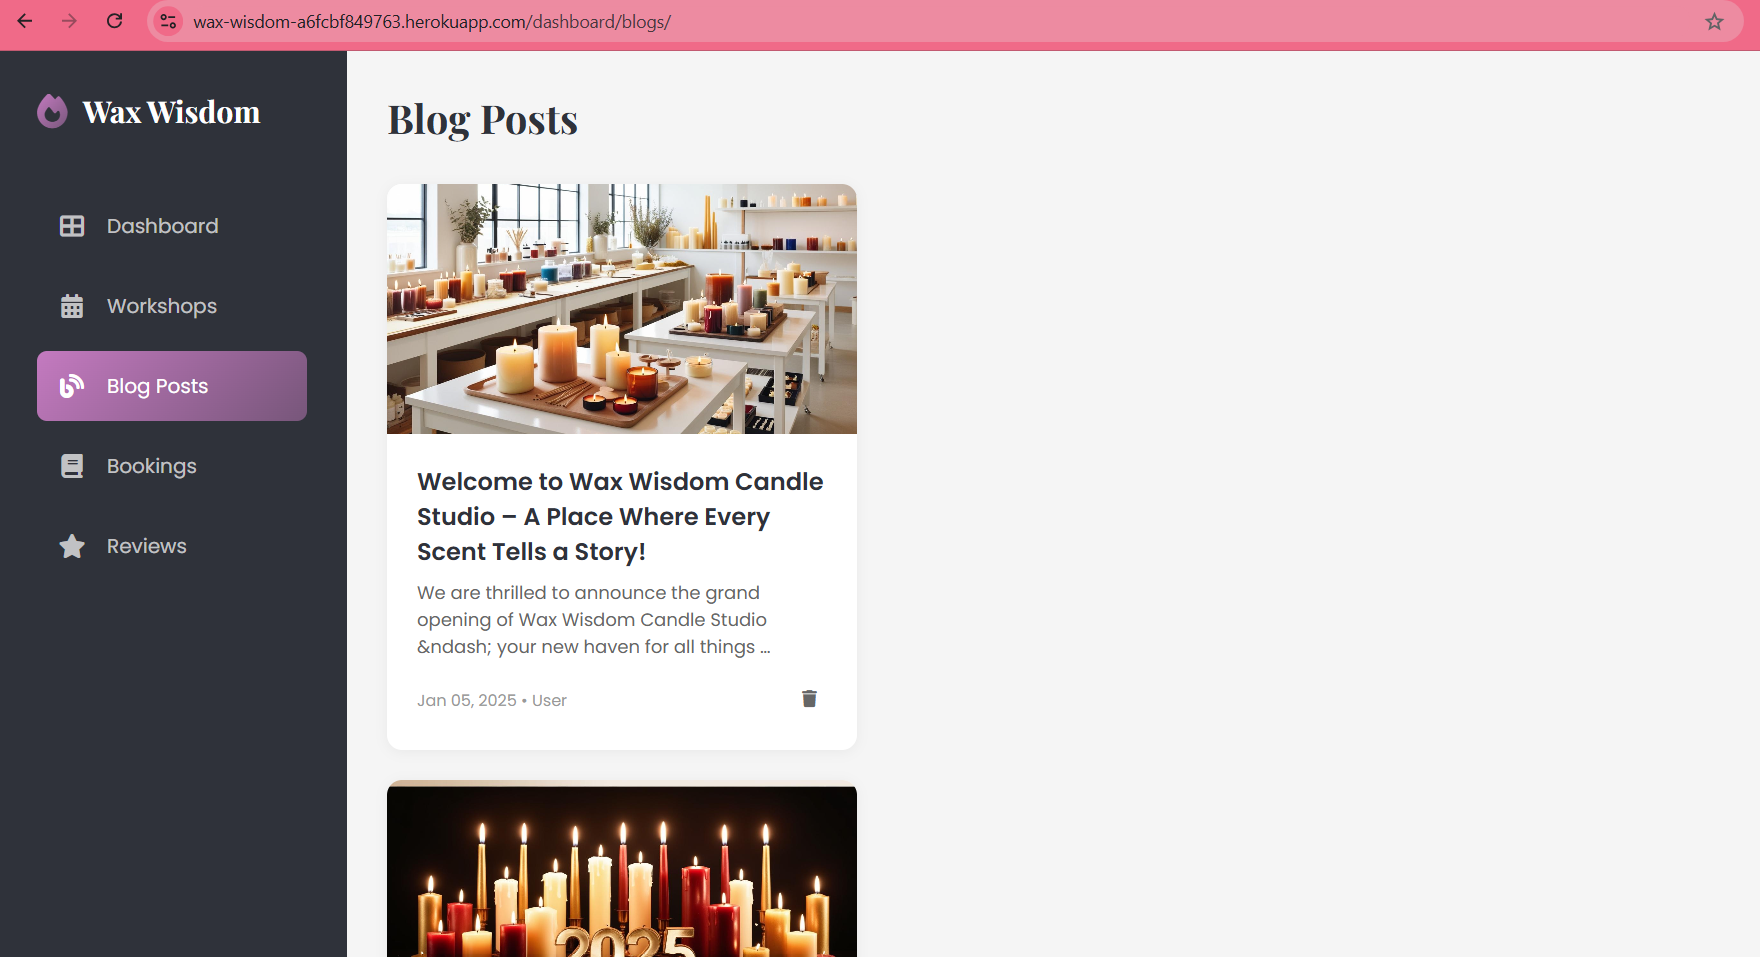 wax-wisdom-a6fcbf849763.herokuapp.com/dashboard/blogs/
Wax Wisdom
Dashboard
Workshops
Blog Posts
Bookings
Reviews
Blog Posts
Welcome to Wax Wisdom Candle
Studio – A Place Where Every
Scent Tells a Story!
We are thrilled to announce the grand
opening of Wax Wisdom Candle Studio
&ndash; your new haven for all things ...
Jan 05, 2025 • User
2025